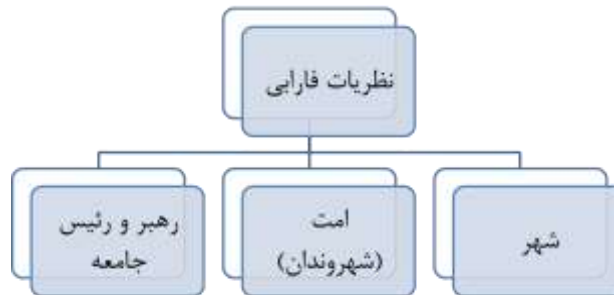 نظریات فارابی
شهر
امت
(شهروندان)
رهبر و رئیس
جامعه